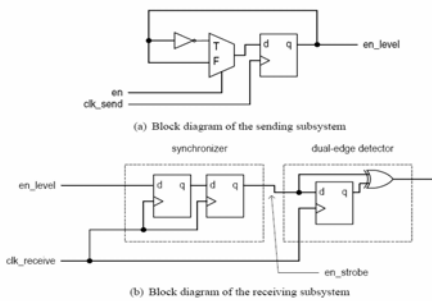 T
d q
en_level
F
en
clk_send
(a) Block diagram of the sending subsystem
synchronizer
dual-edge detector
en_level
d q
d q
d q
clk_receive
en_strobe
(b) Block diagram of the receiving subsystem